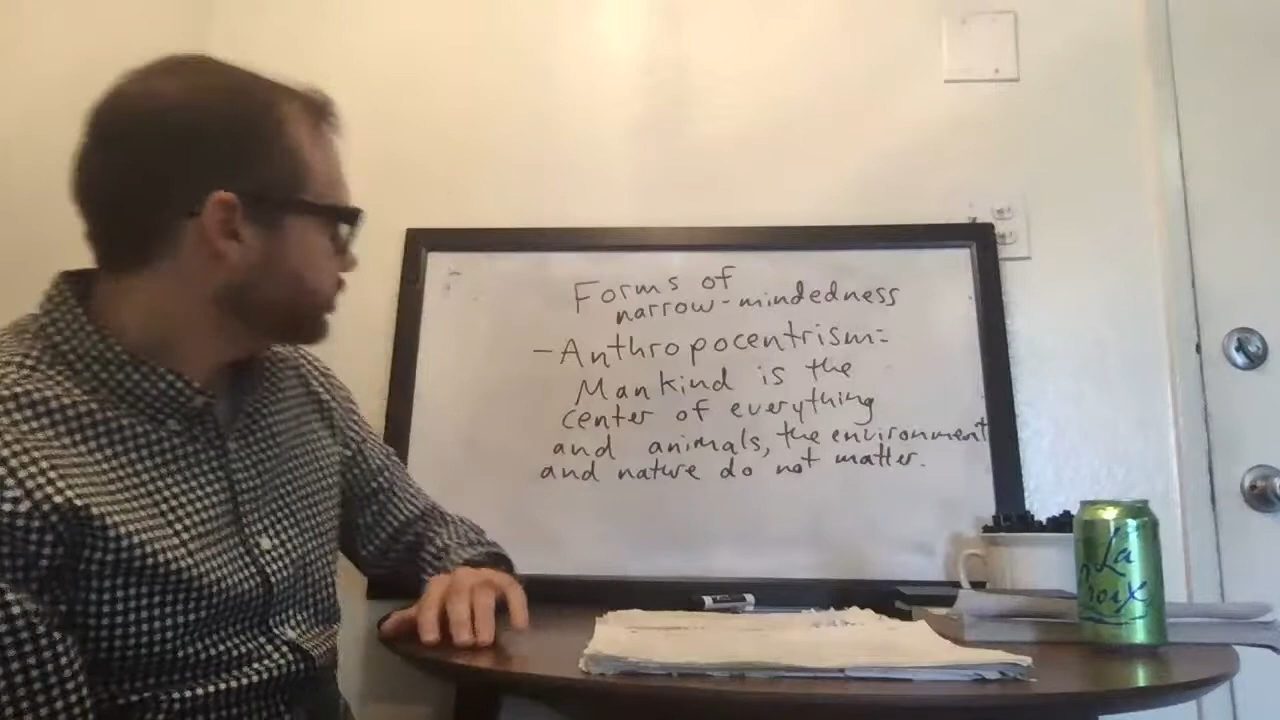 Forms of
narrow-mindedness
-Anthropocentrism:
Mankind is the
center of everything
and animals, the environment
and nature do not matter.
La
Croix